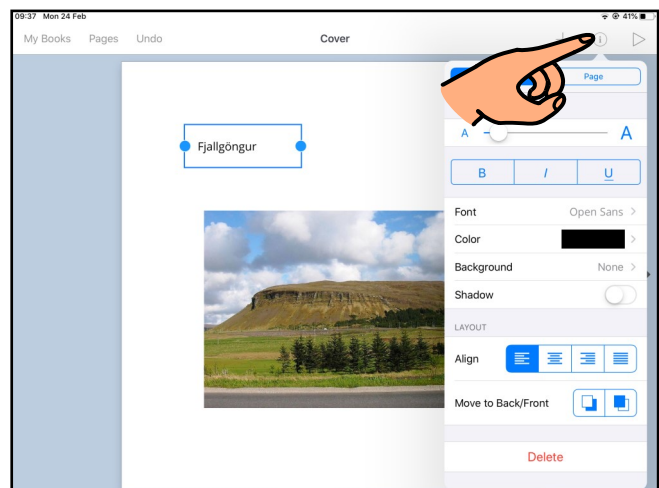 09:37 Mon 24 Feb 41%
My Books Pages Undo Cover
Page
Fjallgöngur
A A
B I U
Font Open Sans >
Color >
Background None >
Shadow
LAYOUT
Align
Move to Back/Front
Delete